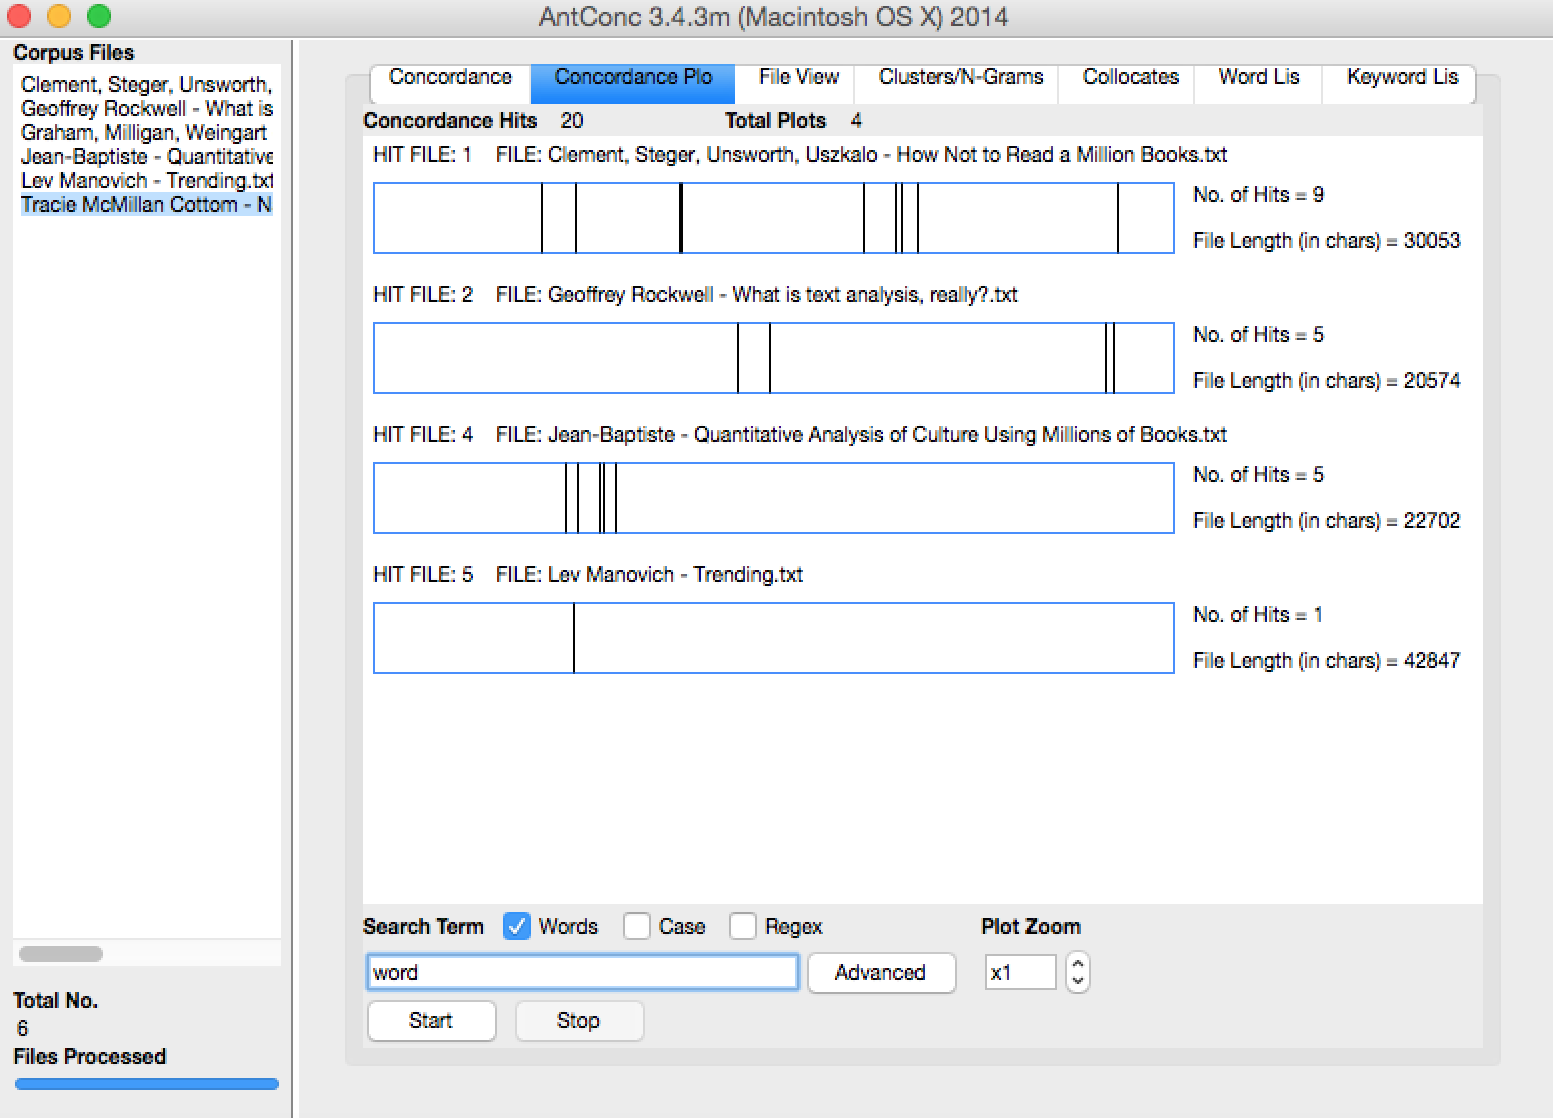 AntConc 3.4.3m (Macintosh OS X) 2014
Corpus Files
Clement, Steger, Unsworth,
Geoffrey Rockwell - What is
Graham, Milligan, Weingart
Jean-Baptiste - Quantitative
Lev Manovich - Trending.txt
Tracie McMillan Cottom - N
Total No.
6
Files Processed
Concordance Concordance Plo File View Clusters/N-Grams Collocates Word Lis Keyword Lis
Concordance Hits 20 Total Plots 4
HIT FILE: 1 FILE: Clement, Steger, Unsworth, Uszkalo - How Not to Read a Million Books.txt
No. of Hits = 9
File Length (in chars) = 30053
HIT FILE: 2 FILE: Geoffrey Rockwell - What is text analysis, really?.txt
No. of Hits = 5
File Length (in chars) = 20574
HIT FILE: 4 FILE: Jean-Baptiste - Quantitative Analysis of Culture Using Millions of Books.txt
No. of Hits = 5
File Length (in chars) = 22702
HIT FILE: 5 FILE: Lev Manovich - Trending.txt
No. of Hits = 1
File Length (in chars) = 42847
Search Term Words Case Regex Plot Zoom
word Advanced x1
Start Stop